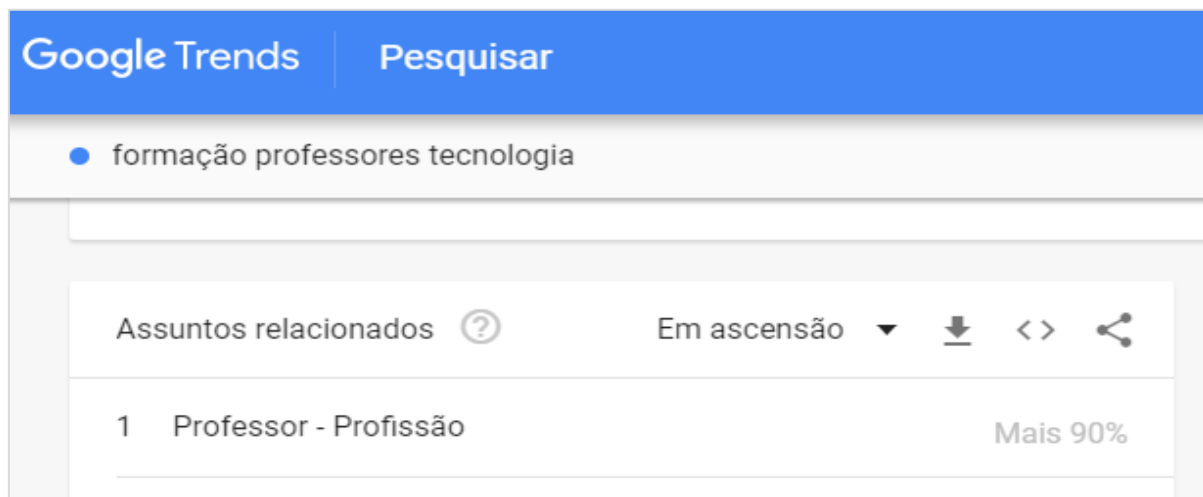 Google Trends Pesquisar
formação professores tecnologia
Assuntos relacionados ? Em ascensão
1 Professor - Profissão Mais 90%